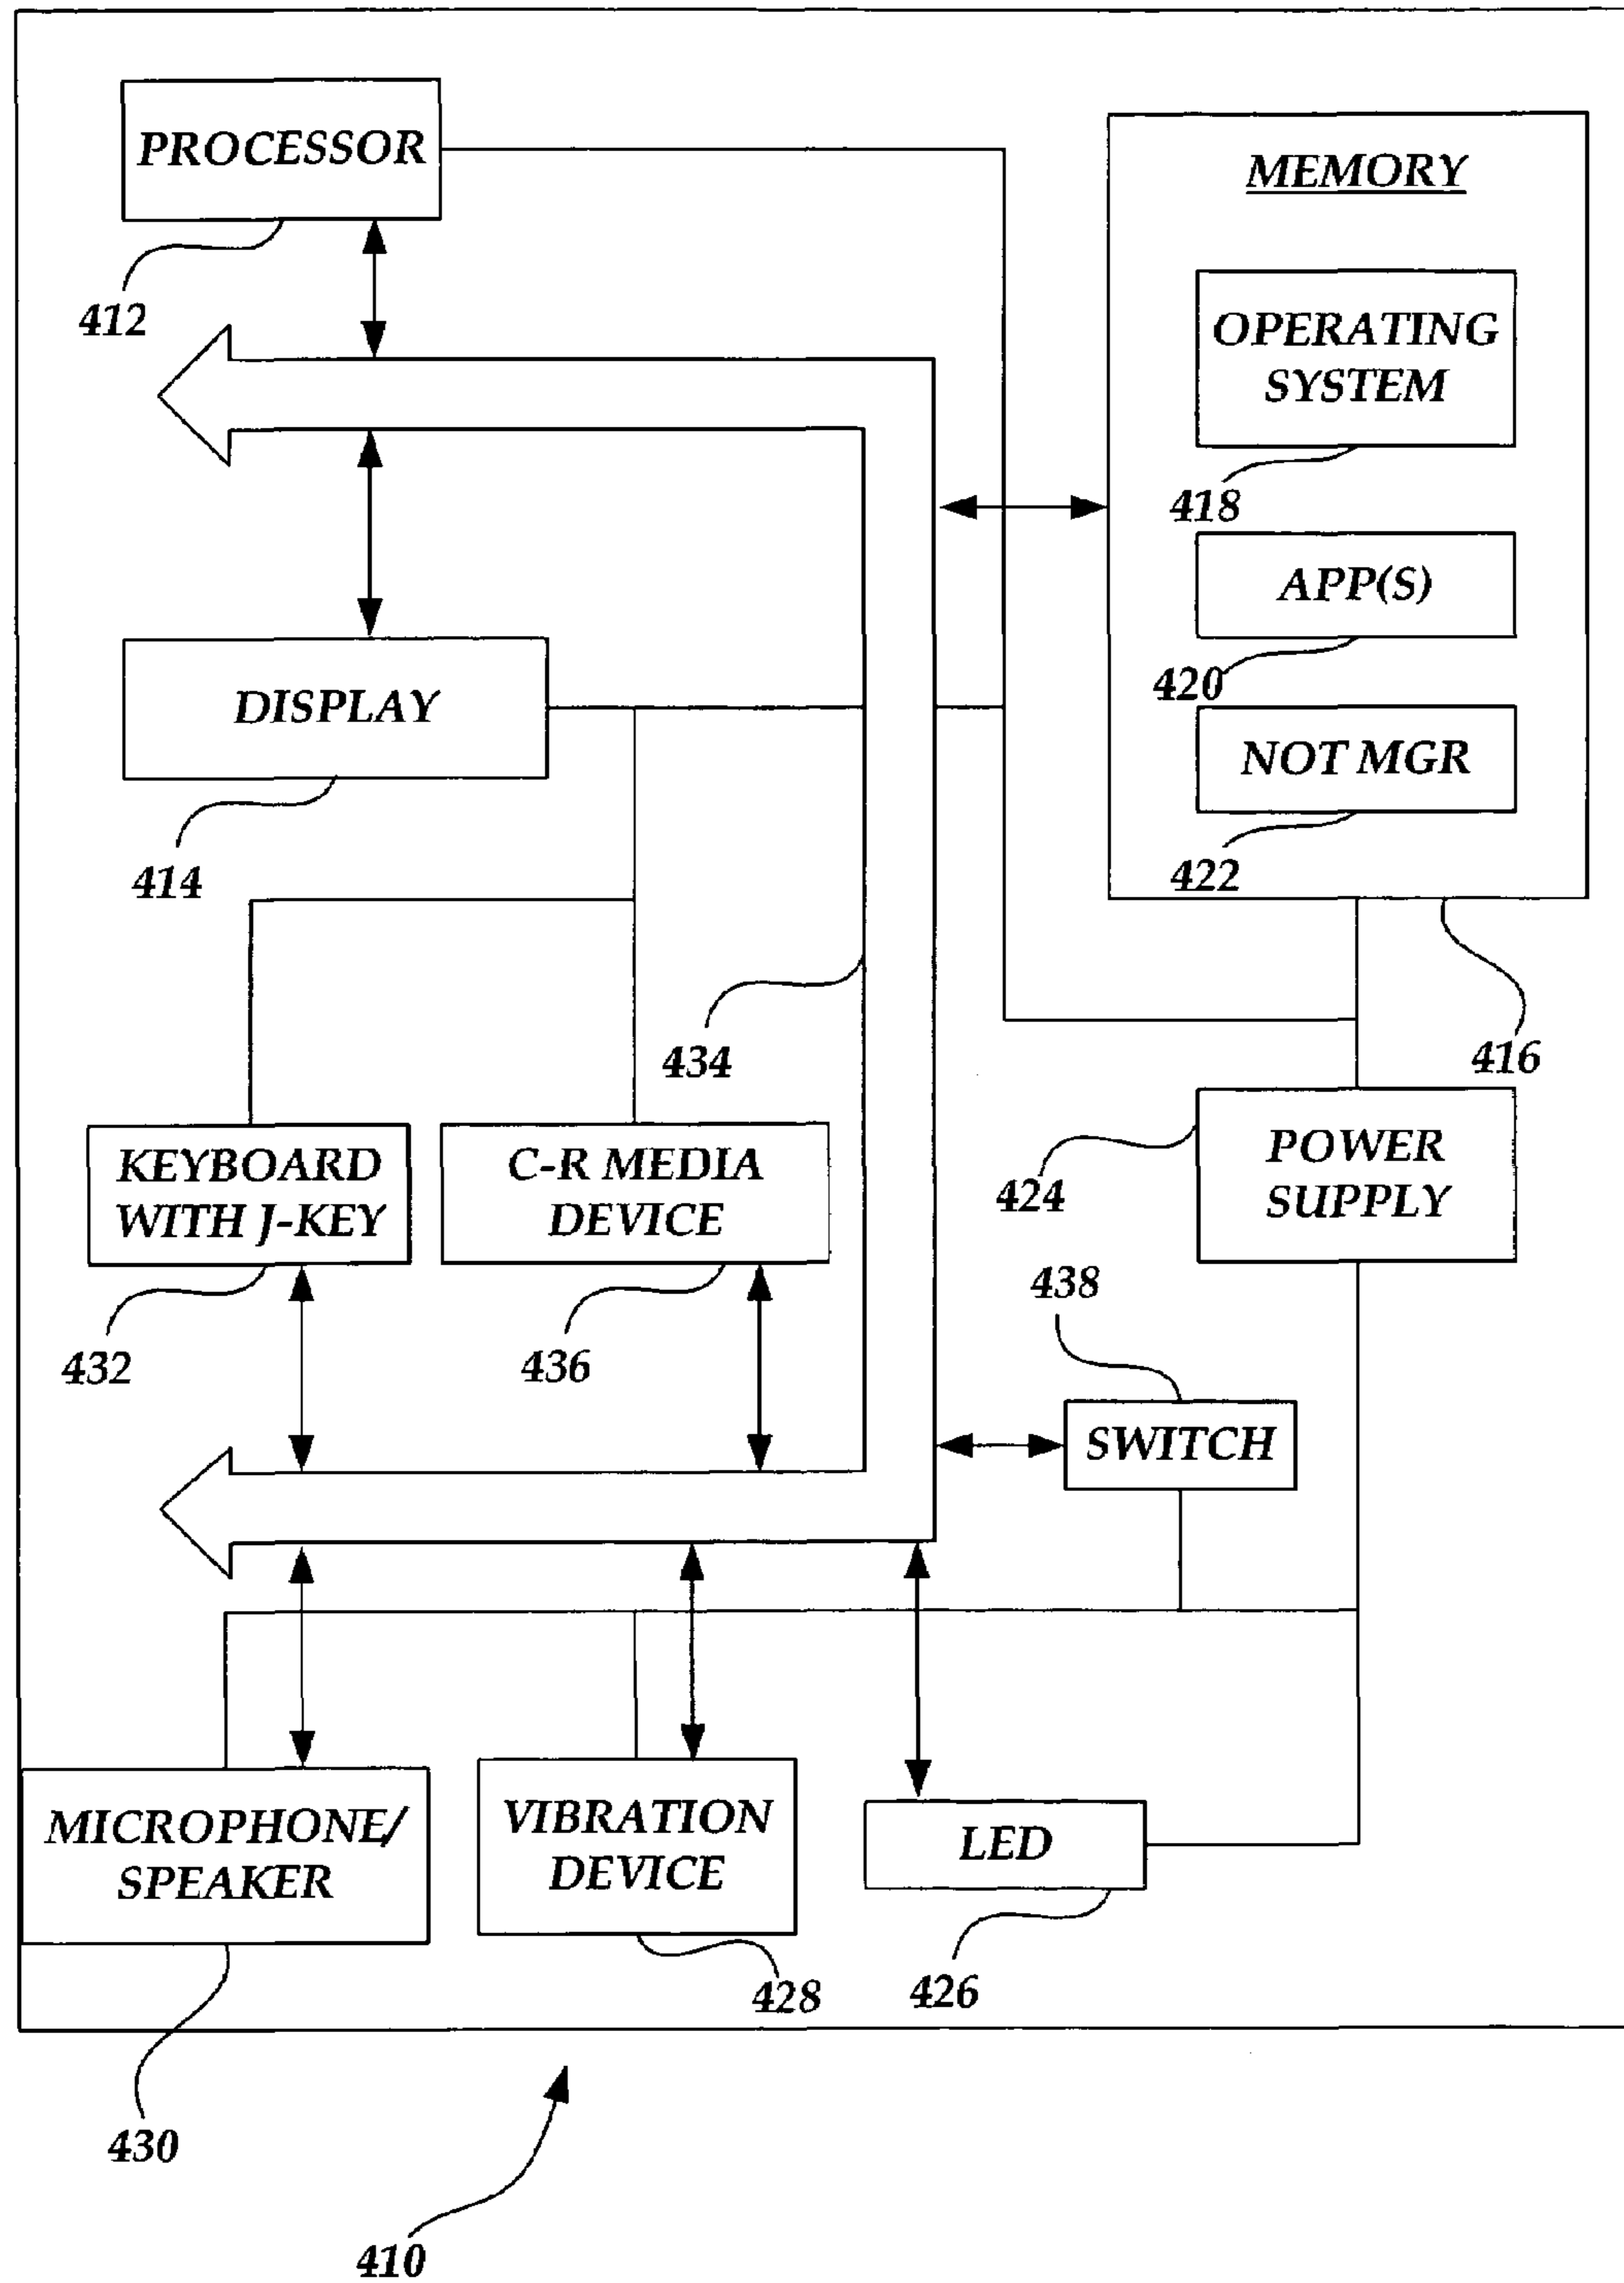 PROCESSOR
412
MEMORY
OPERATING
SYSTEM
418
APP(S)
420
NOT MGR
422
416
DISPLAY
414
434
KEYBOARD
WITH J-KEY
432
C-R MEDIA
DEVICE
436
424
POWER
SUPPLY
438
SWITCH
MICROPHONE/
SPEAKER
430
VIBRATION
DEVICE
428
LED
426
410